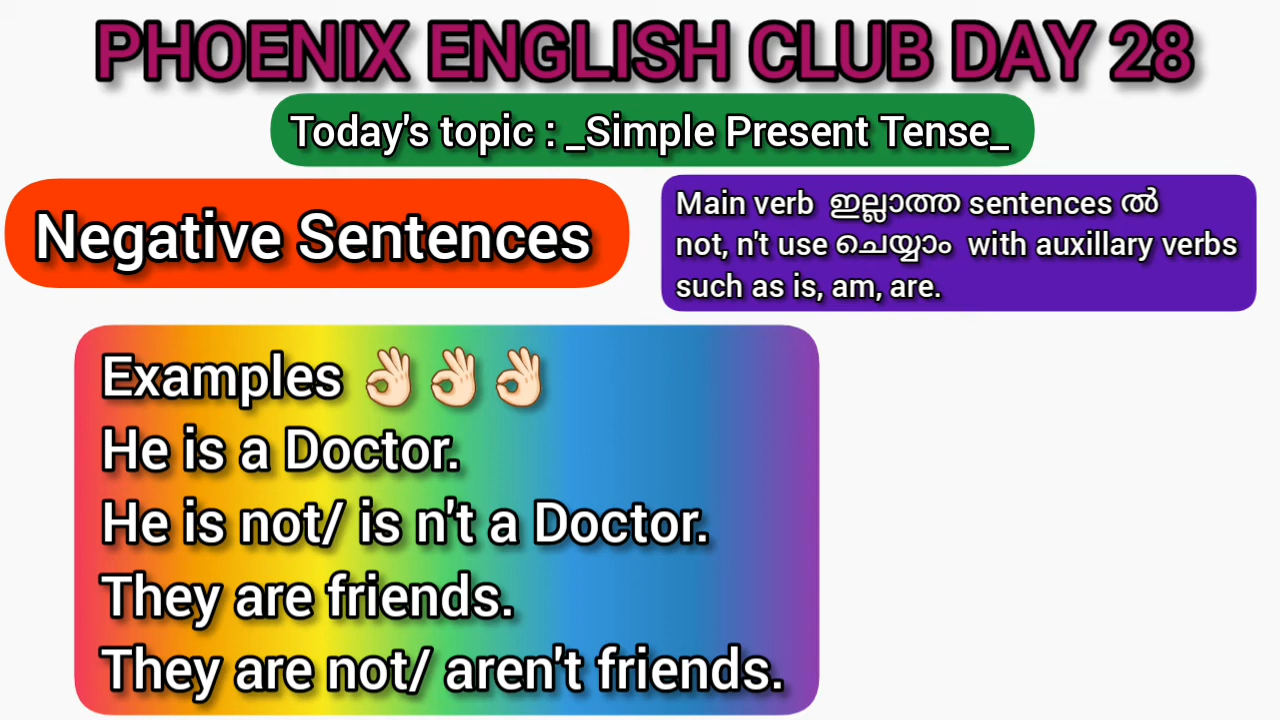 PHOENIX ENGLISH CLUB DAY 28
Today's topic : _Simple Present Tense_
Negative Sentences
Main verb ഇല്ലാത്ത sentences ൽ
not, n't use ചെയ്യാം with auxillary verbs
such as is, am, are.
Examples 👌🏻👌🏻👌🏻
He is a Doctor.
He is not/ is n't a Doctor.
They are friends.
They are not/ aren't friends.